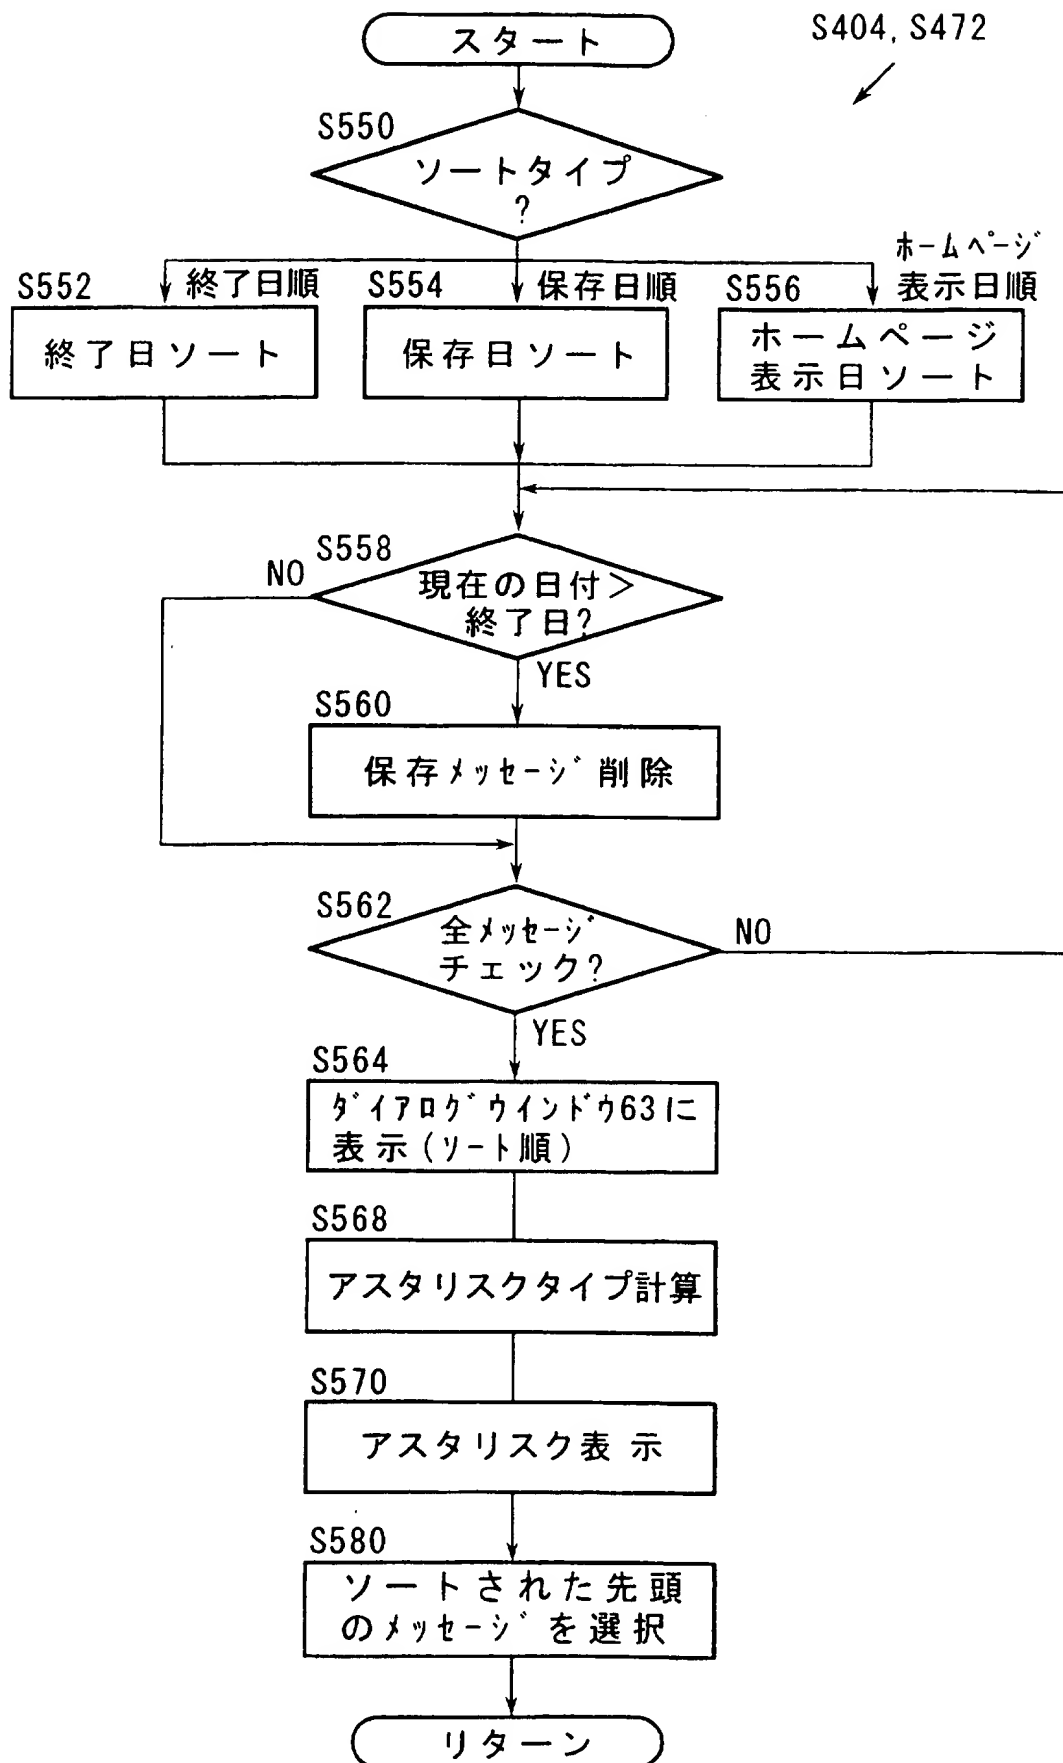 スタート
S404, S472
S550
ソートタイプ
?
S552
終了日順
S554
保存日順
S556
ホームページ
表示日順
終了日ソート
保存日ソート
ホームページ
表示日ソート
S558
NO
現在の日付>
終了日?
YES
S560
保存メッセージ削除
S562
全メッセージ
チェック?
NO
YES
S564
ダイアログウインドウ63に
表示(ソート順)
S568
アスタリスクタイプ計算
S570
アスタリスク表示
S580
ソートされた先頭
のメッセージを選択
リターン